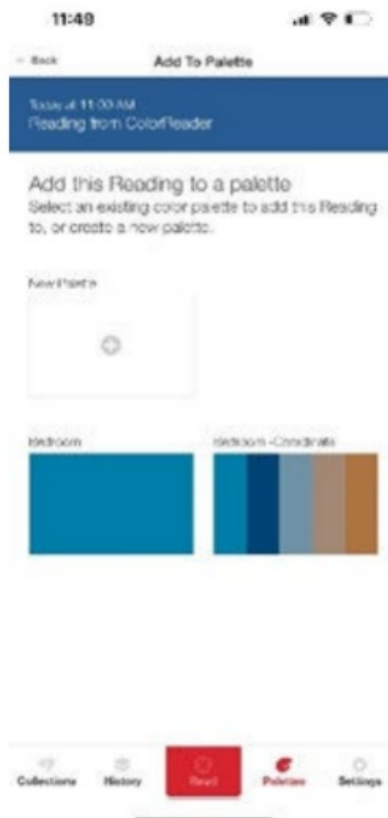 11:49
Back
Add To Palette
Today at 11:00 AM
Reading from ColorReader
Add this Reading to a palette
Select an existing color palette to add this Reading
to, or create a new palette.
New Palette
Bedroom
Bedroom -Coordinate
Collections
History
Read
Palettes
Settings